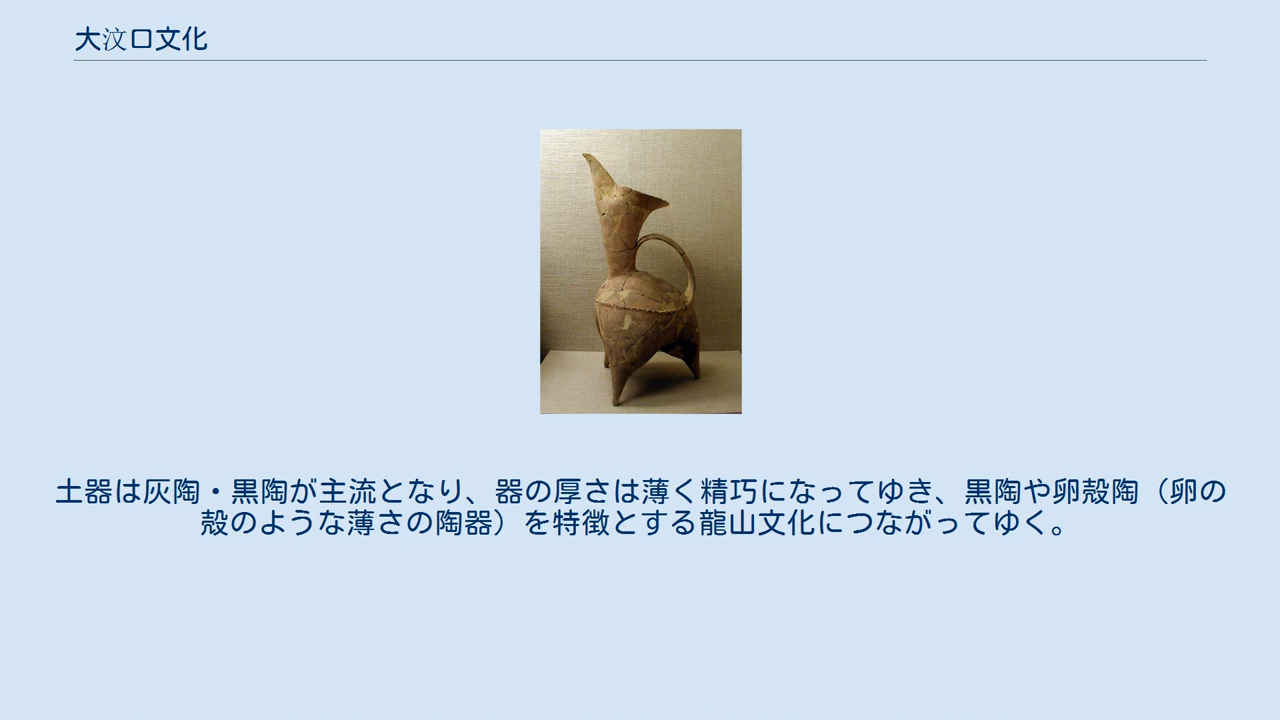 大汶口文化
土器は灰陶・黒陶が主流となり、器の厚さは薄く精巧になってゆき、黒陶や卵殻陶（卵の
殻のような薄さの陶器）を特徴とする龍山文化につながってゆく。